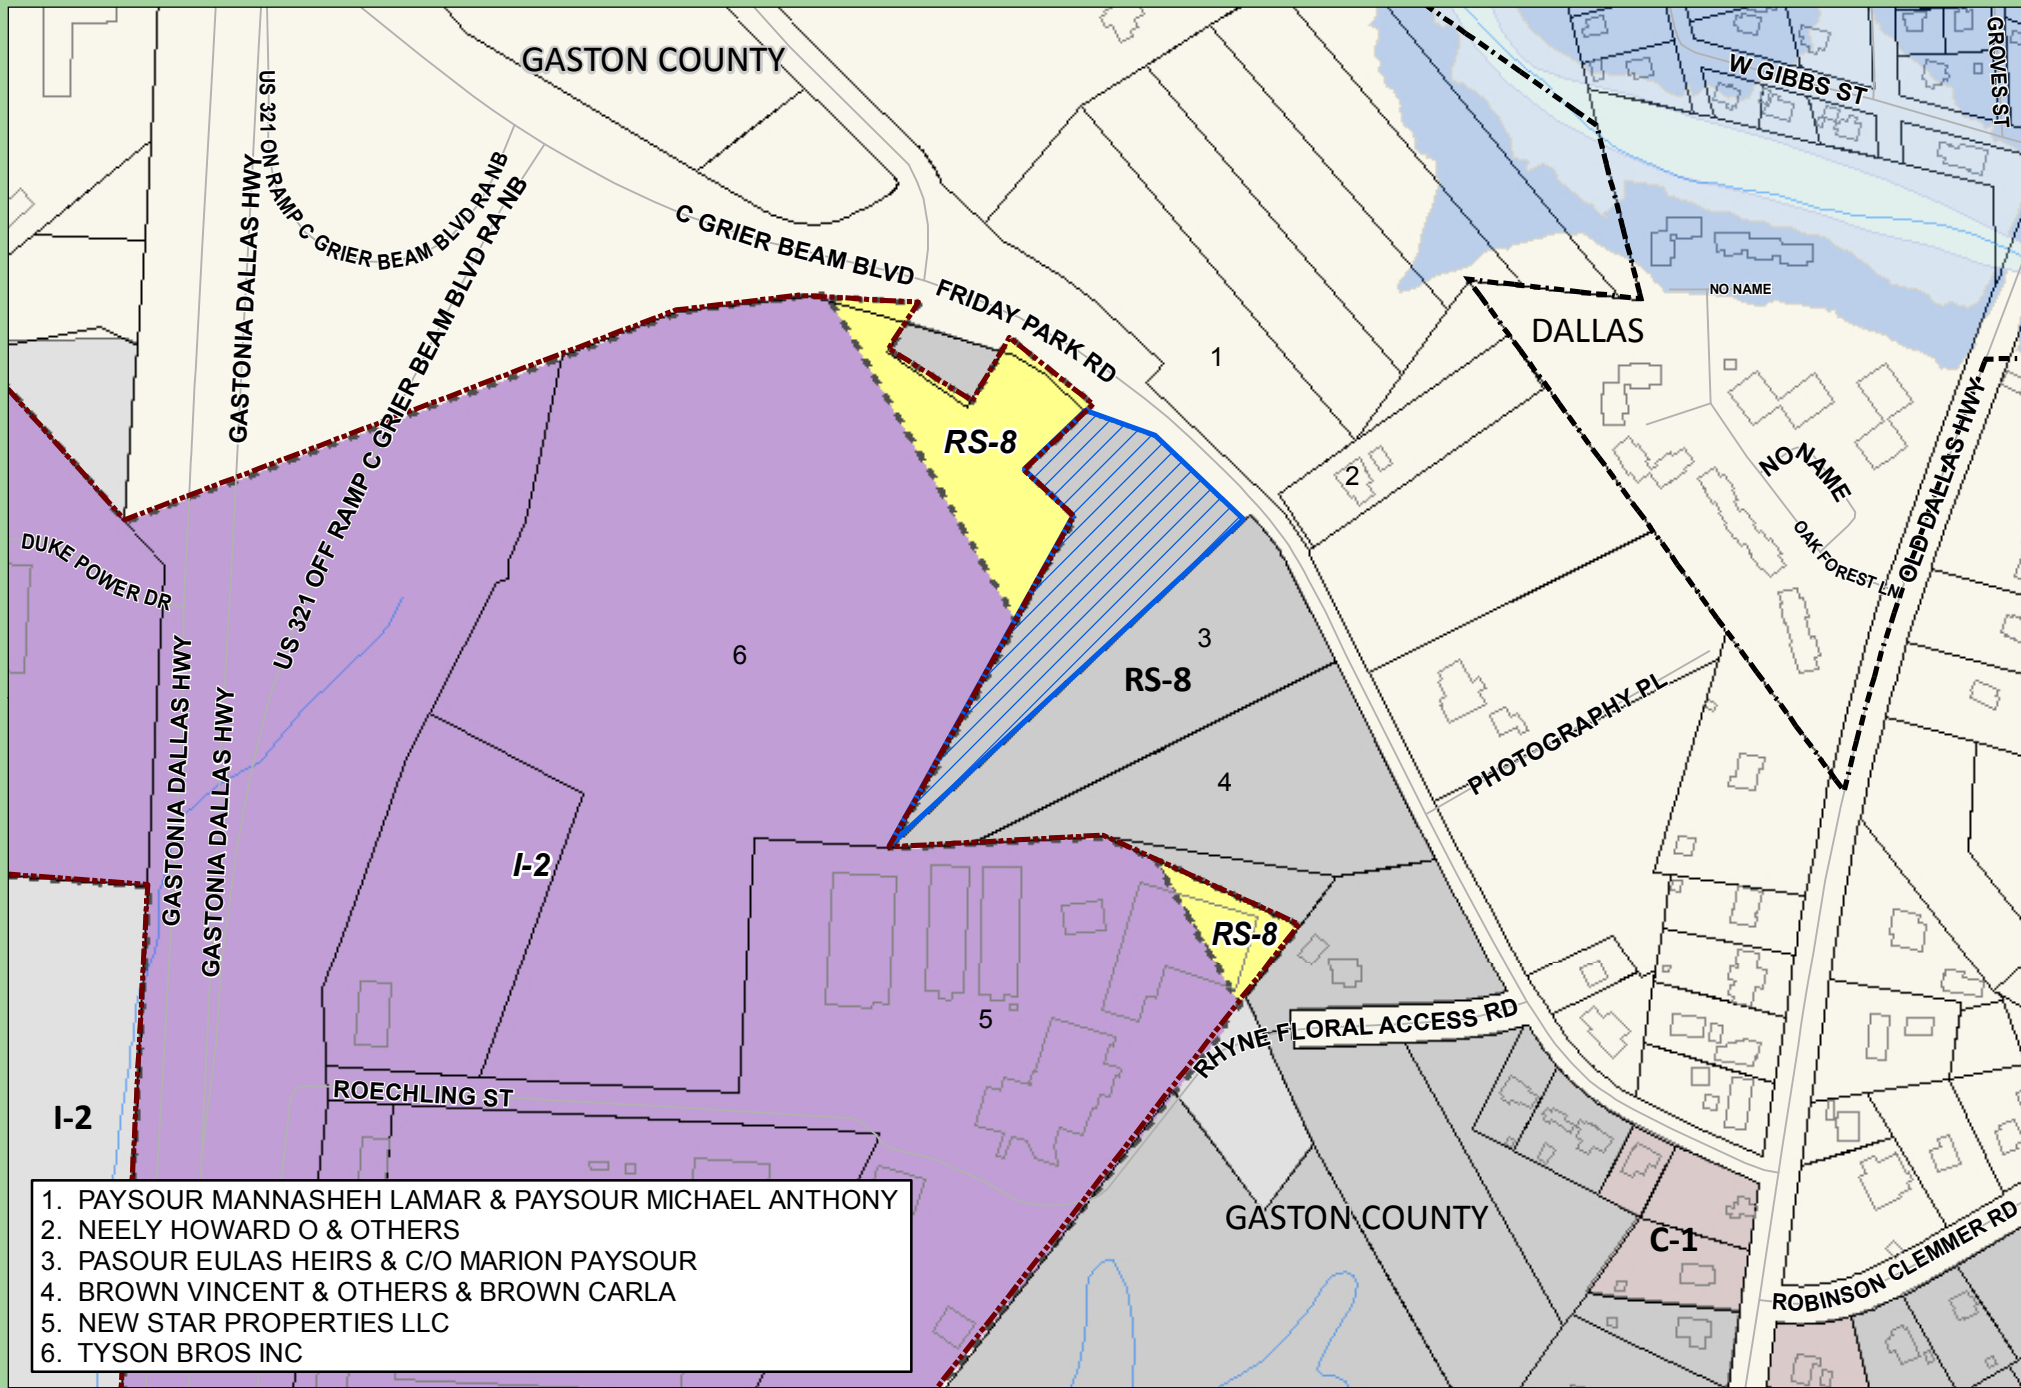 GASTON COUNTY
W GIBBS ST
GROVES ST
US 321 ON RAMP C GRIER BEAM BLVD RA NB
GASTONIA DALLAS HWY
US 321 OFF RAMP C GRIER BEAM BLVD RA NB
C GRIER BEAM BLVD
FRIDAY PARK RD
NO NAME
DALLAS
1
RS-8
2
NO NAME
OLD DALLAS HWY
OAK FOREST LN
DUKE POWER DR
6
3
RS-8
GASTONIA DALLAS HWY
GASTONIA DALLAS HWY
PHOTOGRAPHY PL
4
I-2
RS-8
5
RHYNE FLORAL ACCESS RD
ROECHLING ST
I-2
GASTON COUNTY
C-1
ROBINSON CLEMMER RD
1. PAYSOUR MANNASHEH LAMAR & PAYSOUR MICHAEL ANTHONY
2. NEELY HOWARD O & OTHERS
3. PASOUR EULAS HEIRS & C/O MARION PAYSOUR
4. BROWN VINCENT & OTHERS & BROWN CARLA
5. NEW STAR PROPERTIES LLC
6. TYSON BROS INC